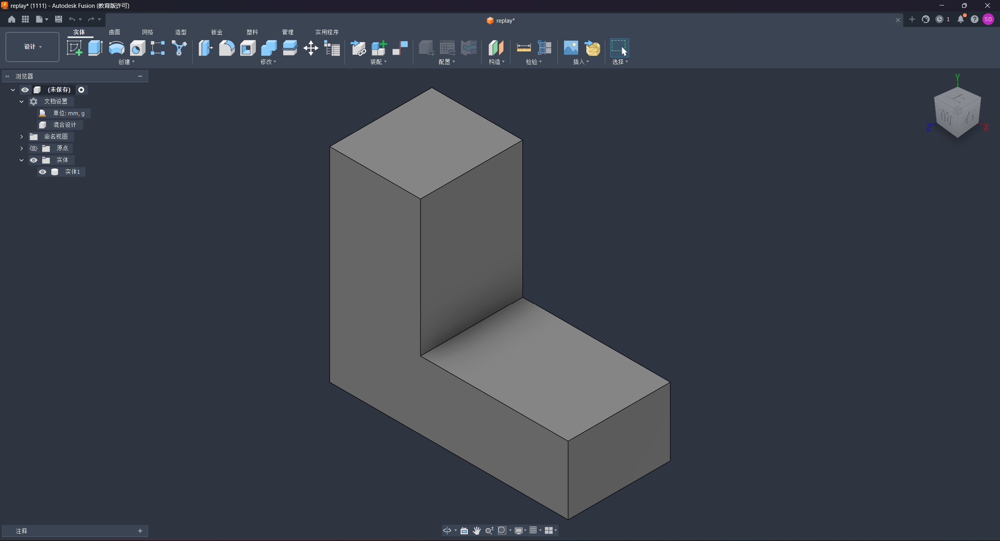 replay* (1111) - Autodesk Fusion (教育版许可)
replay*
1
SD
实体 曲面 网格 造型 钣金 塑料 管理 实用程序
设计
创建 修改 装配 配置 构造 检验 插入 选择
浏览器
(未保存)
文档设置
单位: mm, g
混合设计
命名视图
原点
实体
实体1
Y
上
前
右
Z
X
注释